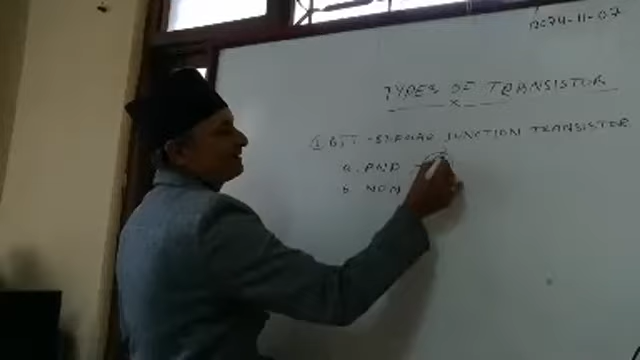 2074-11-07
TYPES OF TRANSISTOR
x
① BJT - BIPOLAR JUNCTION TRANSISTOR
a. PNP
b. NPN